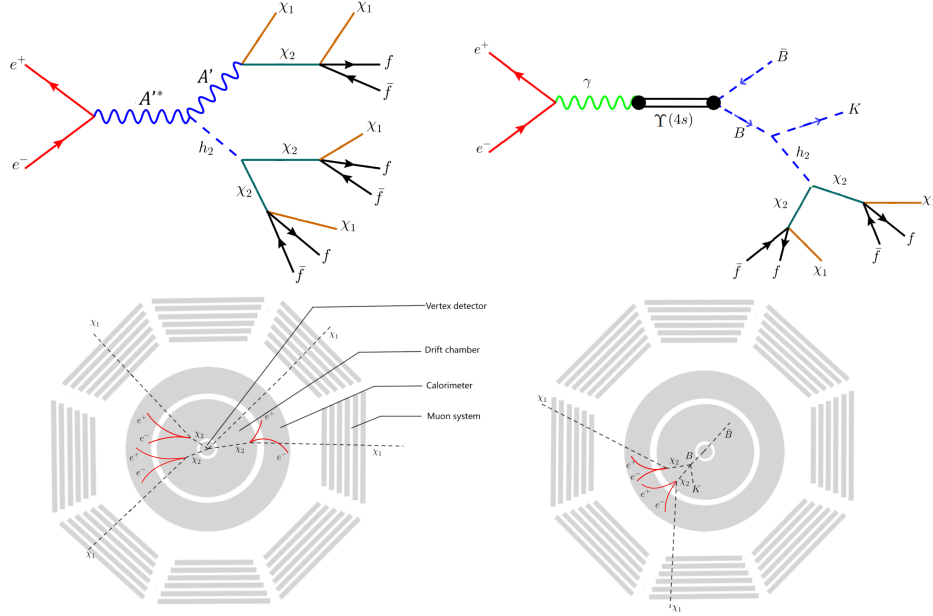 χ₁
χ₁
e⁺
A'
χ₂
f
f̄
A'*
χ₁
h₂
χ₂
f
e⁻
χ₂
f̄
χ₁
f
f̄
B̄
e⁺
γ
K
Υ(4s)
B
h₂
e⁻
χ₂
χ₂
χ
f
f̄
f̄
f
χ₁
Vertex detector
χ₁
χ₁
Drift chamber
Calorimeter
Muon system
e⁺
e⁺
e⁻
χ₂
e⁺
χ₂
e⁻
e⁻
χ₁
χ₁
χ₁
B̄
B
χ₂
e⁺
e⁻
e⁺
χ₂
K
e⁻
χ₁